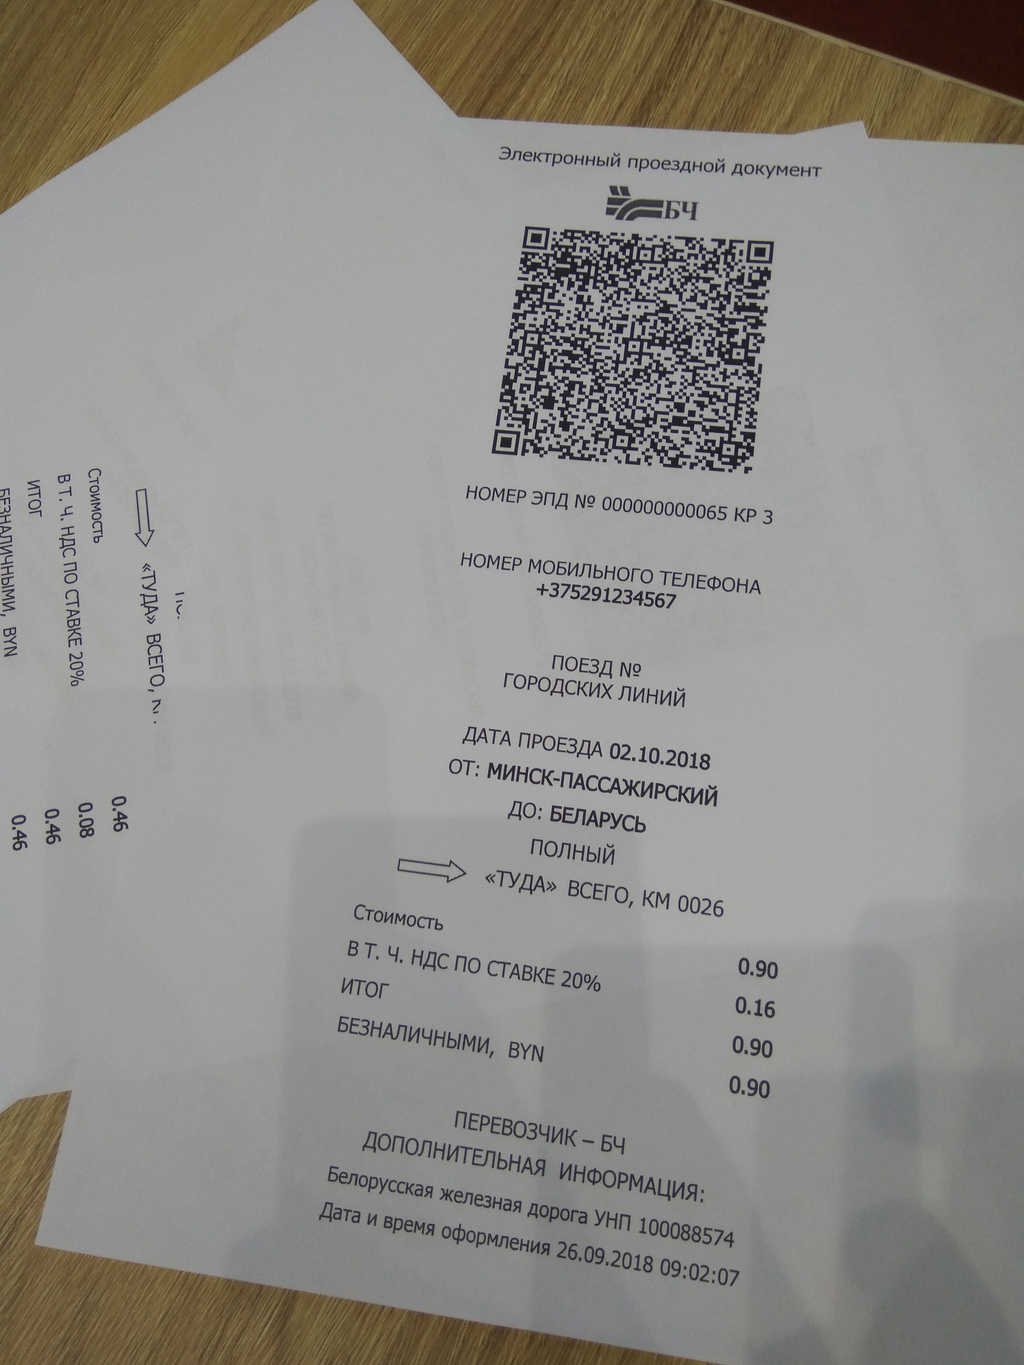 Электронный проездной документ
БЧ
НОМЕР ЭПД № 000000000065 КР 3
НОМЕР МОБИЛЬНОГО ТЕЛЕФОНА
+375291234567
ПОЕЗД №
ГОРОДСКИХ ЛИНИЙ
ДАТА ПРОЕЗДА 02.10.2018
ОТ: МИНСК-ПАССАЖИРСКИЙ
ДО: БЕЛАРУСЬ
ПОЛНЫЙ
«ТУДА» ВСЕГО, КМ 0026
Стоимость 0.90
В Т. Ч. НДС ПО СТАВКЕ 20% 0.16
ИТОГ 0.90
БЕЗНАЛИЧНЫМИ, BYN 0.90
ПЕРЕВОЗЧИК – БЧ
ДОПОЛНИТЕЛЬНАЯ ИНФОРМАЦИЯ:
Белорусская железная дорога УНП 100088574
Дата и время оформления 26.09.2018 09:02:07
«ТУДА» ВСЕГО,
Стоимость 0.46
В Т. Ч. НДС ПО СТАВКЕ 20% 0.08
ИТОГ 0.46
БЕЗНАЛИЧНЫМИ, BYN 0.46